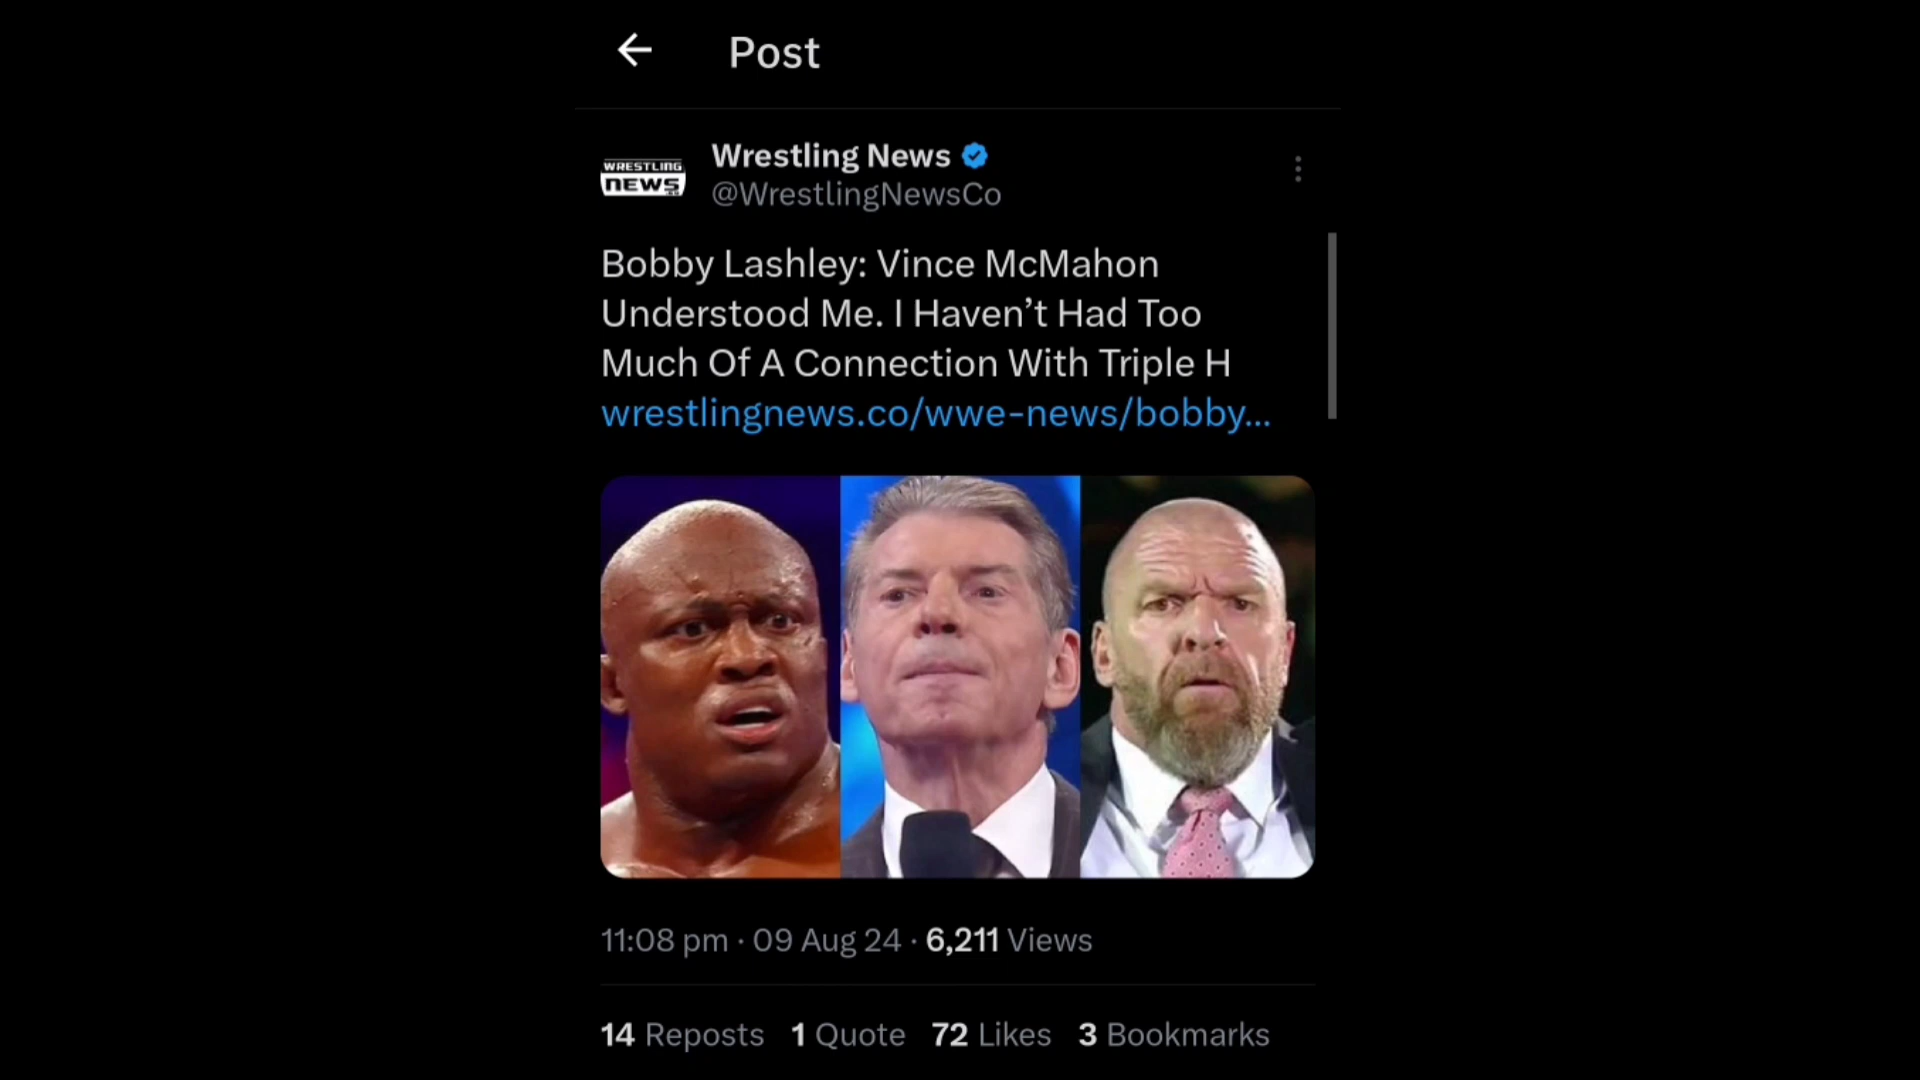 Post
WRESTLING
NEWS
Wrestling News
@WrestlingNewsCo
Bobby Lashley: Vince McMahon
Understood Me. I Haven’t Had Too
Much Of A Connection With Triple H
wrestlingnews.co/wwe-news/bobby...
11:08 pm · 09 Aug 24 · 6,211 Views
14 Reposts 1 Quote 72 Likes 3 Bookmarks